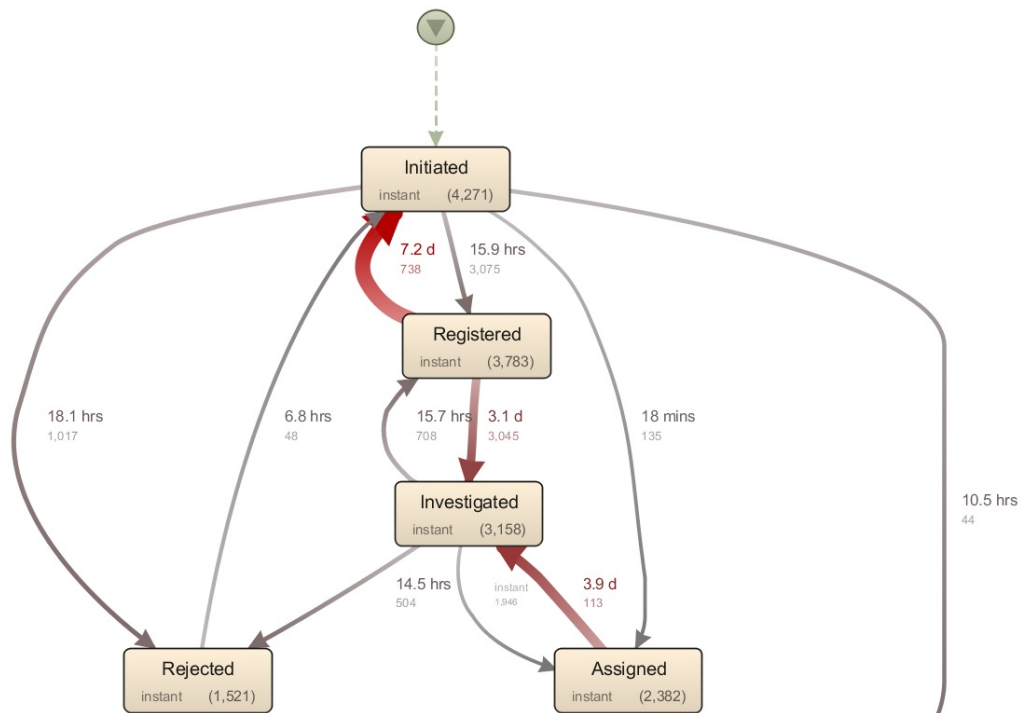 Initiated
instant (4,271)
7.2 d
738
15.9 hrs
3,075
Registered
instant (3,783)
18.1 hrs
1,017
6.8 hrs
48
15.7 hrs
708
3.1 d
3,045
18 mins
135
Investigated
instant (3,158)
10.5 hrs
44
14.5 hrs
504
instant
1,946
3.9 d
113
Rejected
instant (1,521)
Assigned
instant (2,382)